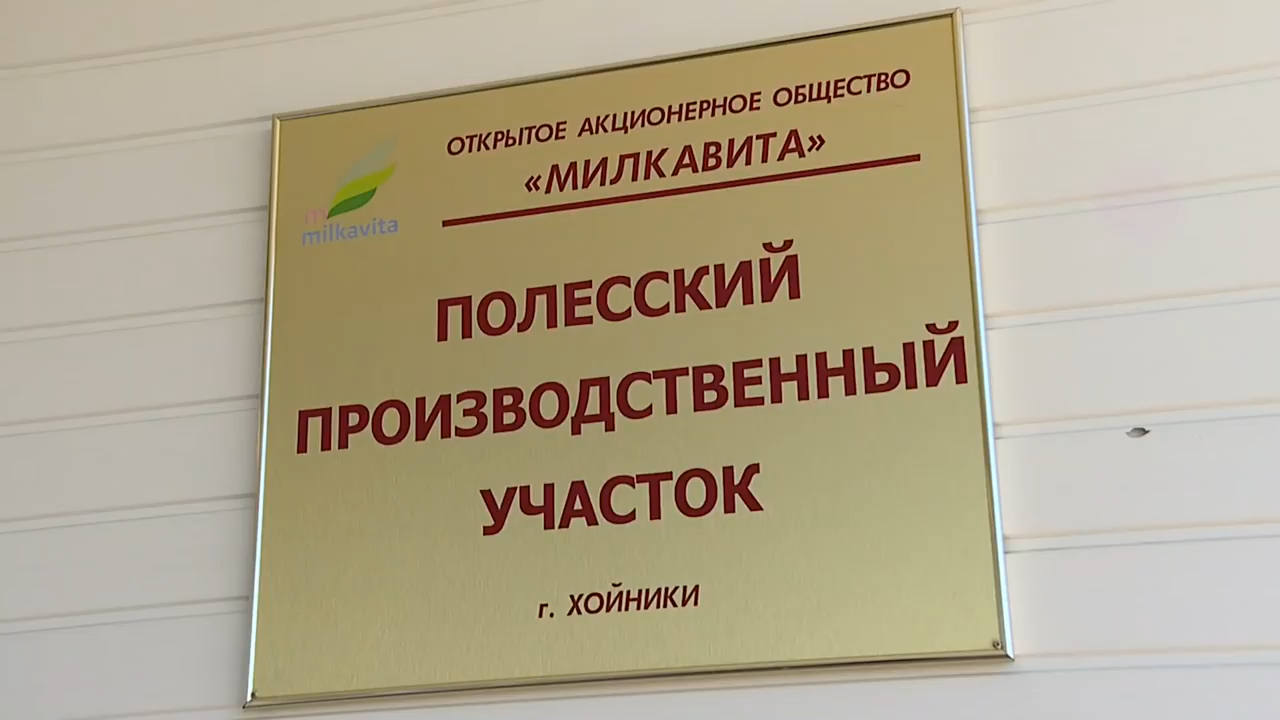 ОТКРЫТОЕ АКЦИОНЕРНОЕ ОБЩЕСТВО
«МИЛКАВИТА»
m
milkavita
ПОЛЕССКИЙ
ПРОИЗВОДСТВЕННЫЙ
УЧАСТОК
г. ХОЙНИКИ